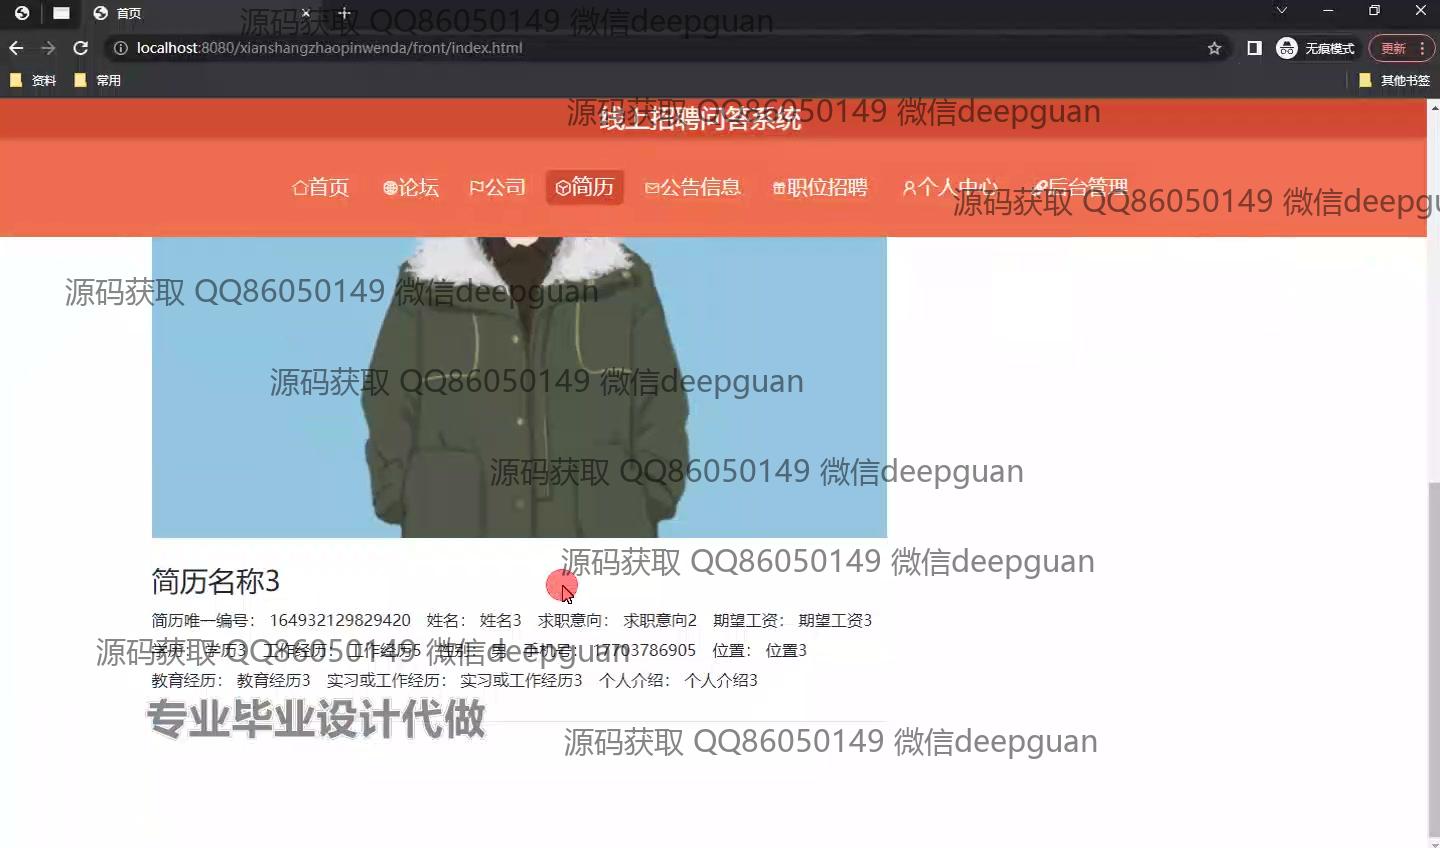 首页
源码获取 QQ86050149 微信deepguan
localhost:8080/xianshangzhaopinwenda/front/index.html
无痕模式
更新
资料
常用
其他书签
线上招聘问答系统
源码获取 QQ86050149 微信deepguan
首页
论坛
公司
简历
公告信息
职位招聘
个人中心
后台管理
源码获取 QQ86050149 微信deepgu
源码获取 QQ86050149 微信deepguan
源码获取 QQ86050149 微信deepguan
源码获取 QQ86050149 微信deepguan
源码获取 QQ86050149 微信deepguan
简历名称3
简历唯一编号： 164932129829420 姓名： 姓名3 求职意向： 求职意向2 期望工资： 期望工资3
学历： 学历3 工作经历： 工作经历5 性别： 男 手机号： 17703786905 位置： 位置3
源码获取 QQ86050149 微信deepguan
教育经历： 教育经历3 实习或工作经历： 实习或工作经历3 个人介绍： 个人介绍3
专业毕业设计代做
源码获取 QQ86050149 微信deepguan